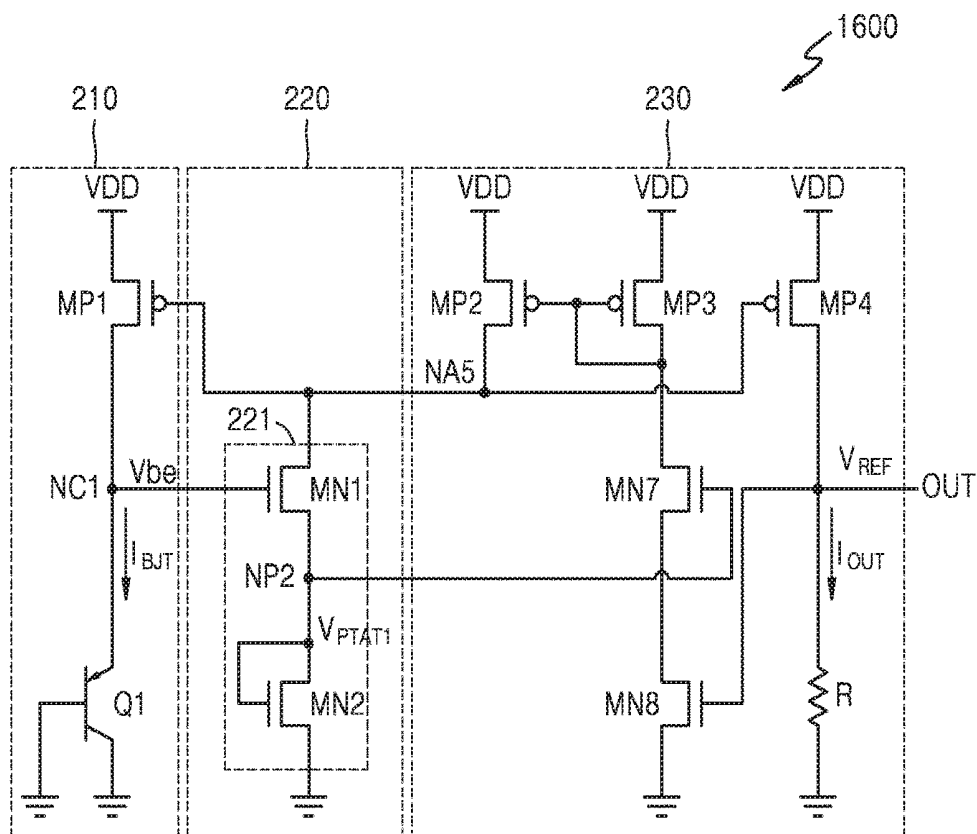 1600
210
220
230
VDD
VDD
VDD
VDD
MP1
MP2
MP3
MP4
NA5
221
NC1
Vbe
MN1
MN7
VREF
OUT
IBJT
NP2
IOUT
VPTAT1
Q1
MN2
MN8
R